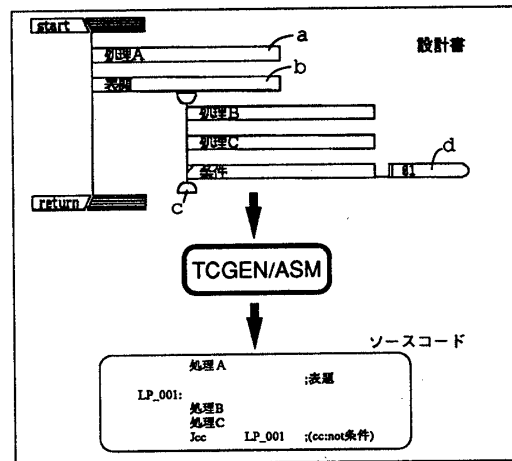 start
a
処理A
設計書
b
表題
処理B
処理C
d
条件
01
return
c
TCGEN/ASM
ソースコード
処理A
;表題
LP_001:
処理B
処理C
Jcc LP_001 ;(cc:not条件)